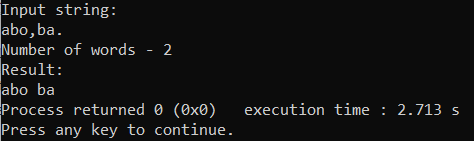 Input string:
abo,ba.
Number of words - 2
Result:
abo ba
Process returned 0 (0x0)   execution time : 2.713 s
Press any key to continue.